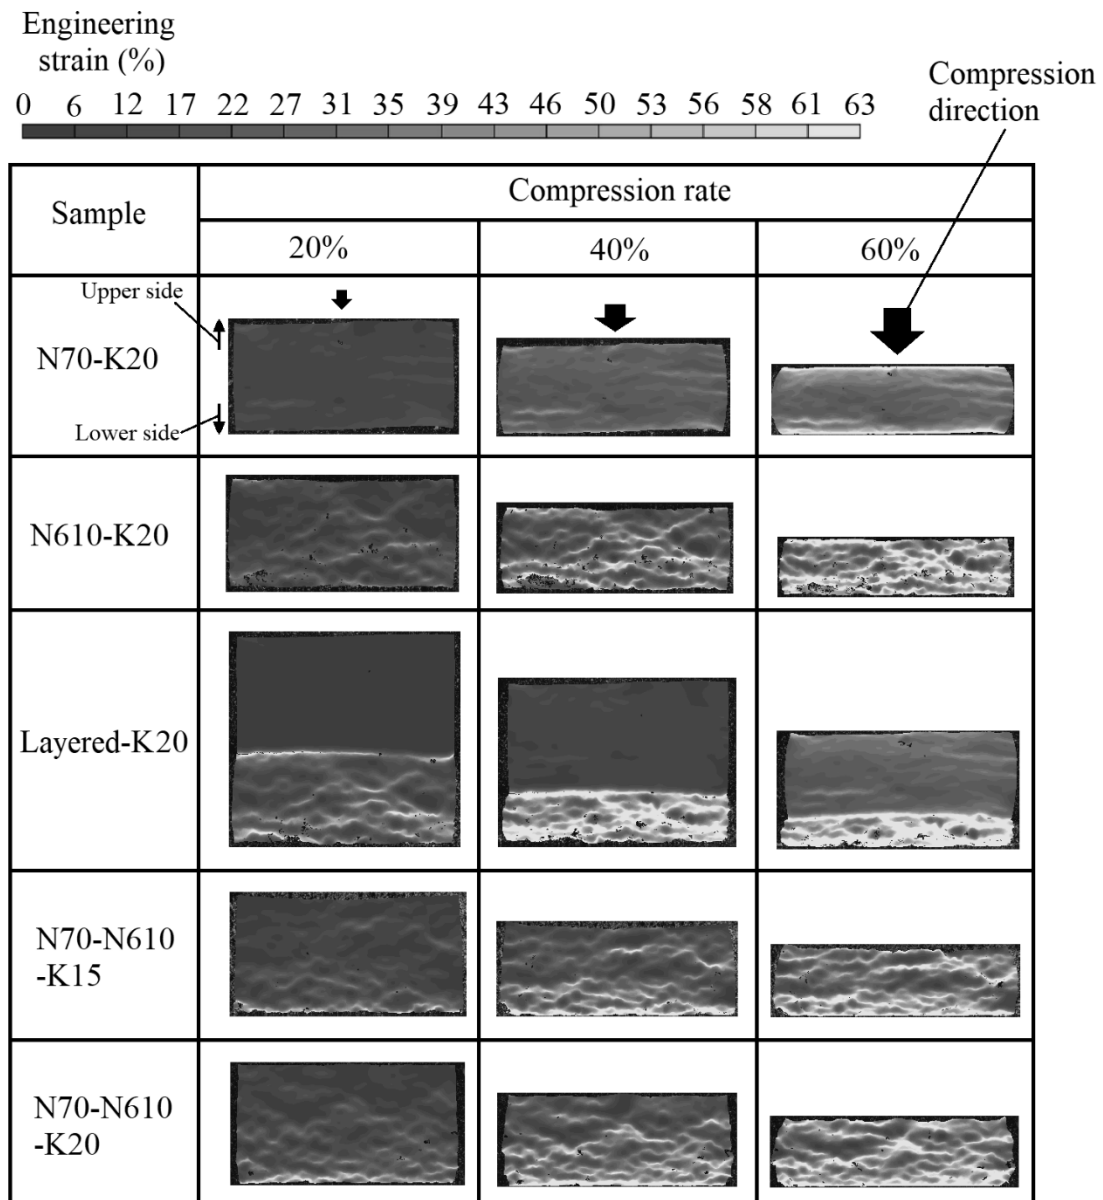 Engineering
strain (%)
0 6 12 17 22 27 31 35 39 43 46 50 53 56 58 61 63
Compression
direction
Sample
Compression rate
20%
40%
60%
Upper side
N70-K20
Lower side
N610-K20
Layered-K20
N70-N610
-K15
N70-N610
-K20